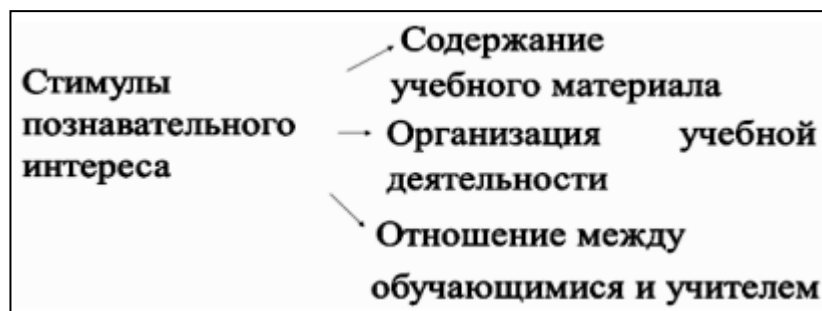 Стимулы
познавательного
интереса
Содержание
учебного материала
Организация учебной
деятельности
Отношение между
обучающимися и учителем